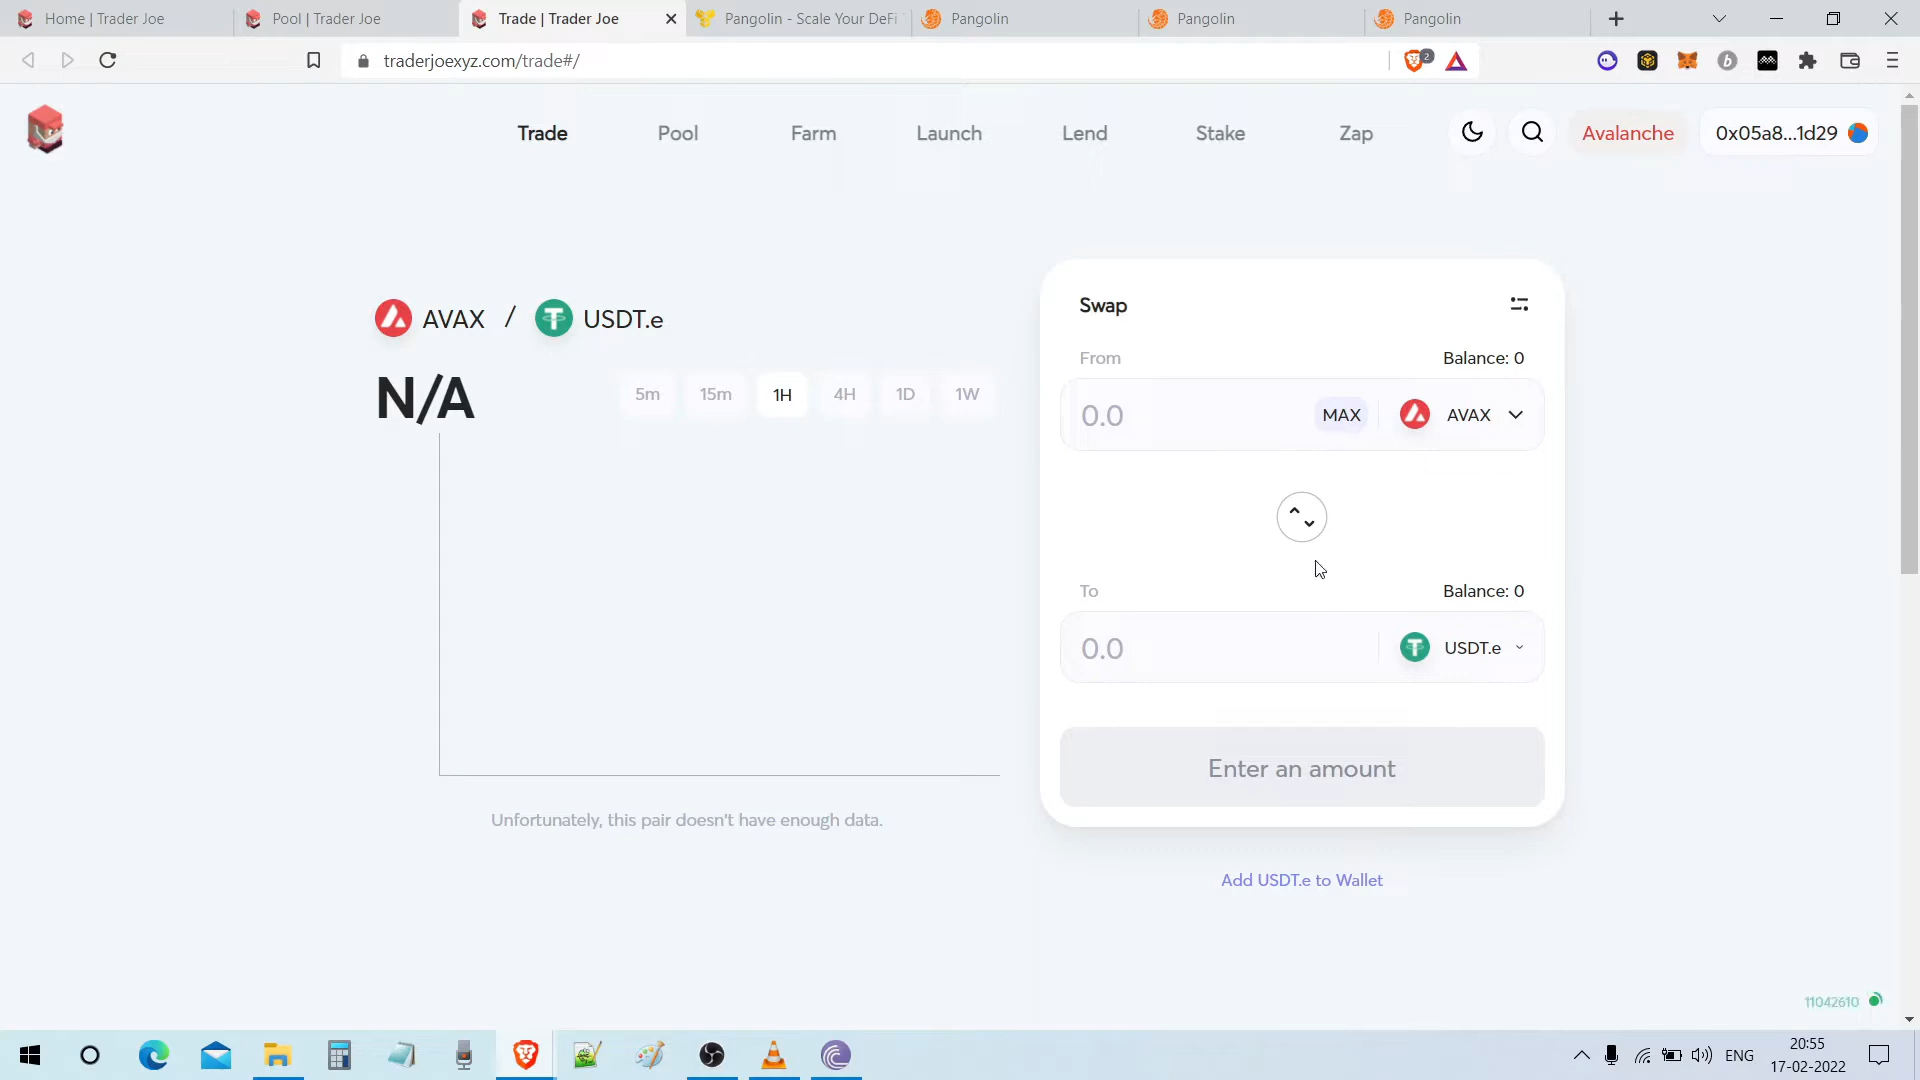 Home | Trader Joe
Pool | Trader Joe
Trade | Trader Joe
Pangolin - Scale Your DeFi
Pangolin
Pangolin
Pangolin
traderjoexyz.com/trade#/
2
Trade
Pool
Farm
Launch
Lend
Stake
Zap
Avalanche
0x05a8...1d29
AVAX / USDT.e
N/A
5m
15m
1H
4H
1D
1W
Unfortunately, this pair doesn't have enough data.
Swap
From
Balance: 0
0.0
MAX
AVAX
To
Balance: 0
0.0
USDT.e
Enter an amount
Add USDT.e to Wallet
11042610
ENG
20:55
17-02-2022